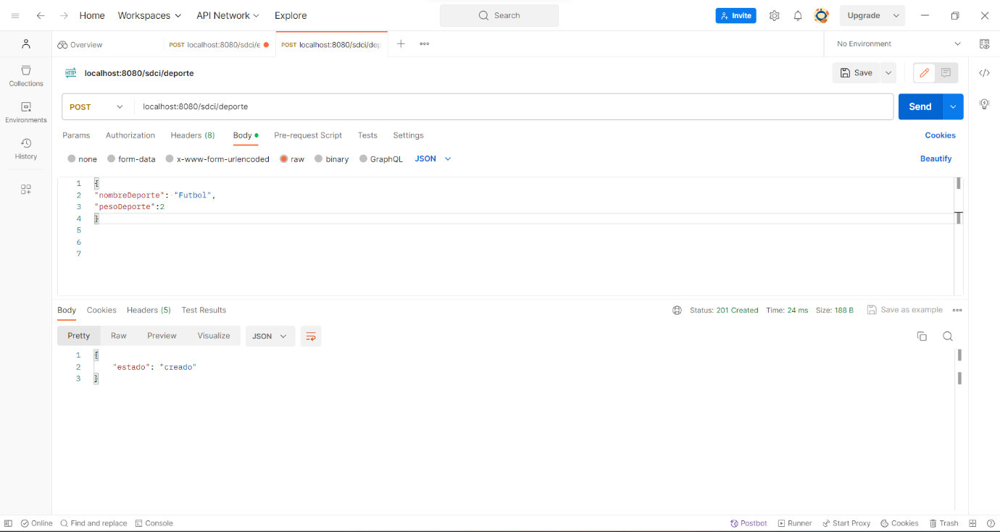 Home Workspaces API Network Explore Search Invite Upgrade
Overview POST localhost:8080/sdci/e POST localhost:8080/sdci/dep No Environment
HTTP localhost:8080/sdci/deporte Save
Collections
POST localhost:8080/sdci/deporte Send
Environments
Params Authorization Headers (8) Body Pre-request Script Tests Settings Cookies
History
none form-data x-www-form-urlencoded raw binary GraphQL JSON Beautify
1 {
2 "nombreDeporte": "Futbol",
3 "pesoDeporte":2
4 }
5
6
7
Body Cookies Headers (5) Test Results Status: 201 Created Time: 24 ms Size: 188 B Save as example
Pretty Raw Preview Visualize JSON
1 {
2 "estado": "creado"
3 }
Online Find and replace Console Postbot Runner Start Proxy Cookies Trash